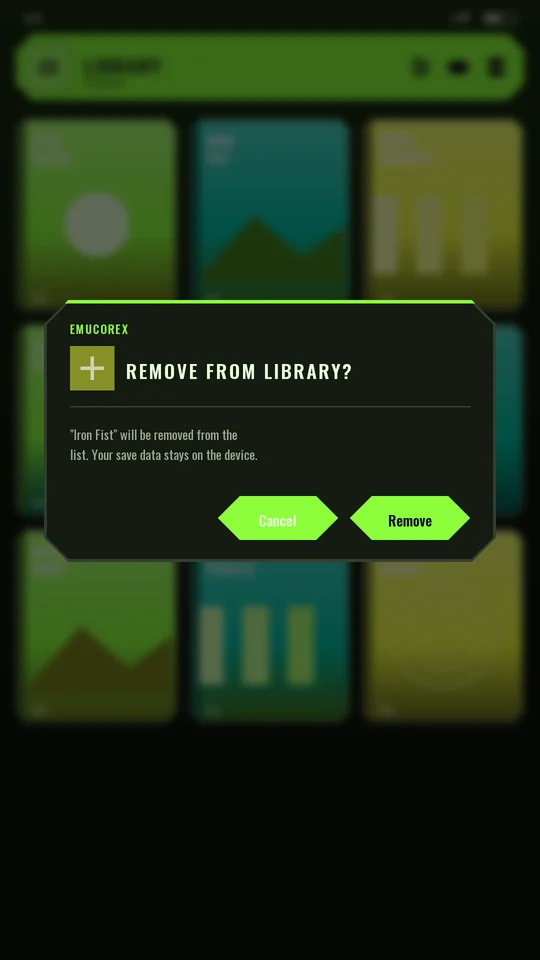 LIBRARY
EMUCOREX
REMOVE FROM LIBRARY?
"Iron Fist" will be removed from the
list. Your save data stays on the device.
Cancel
Remove